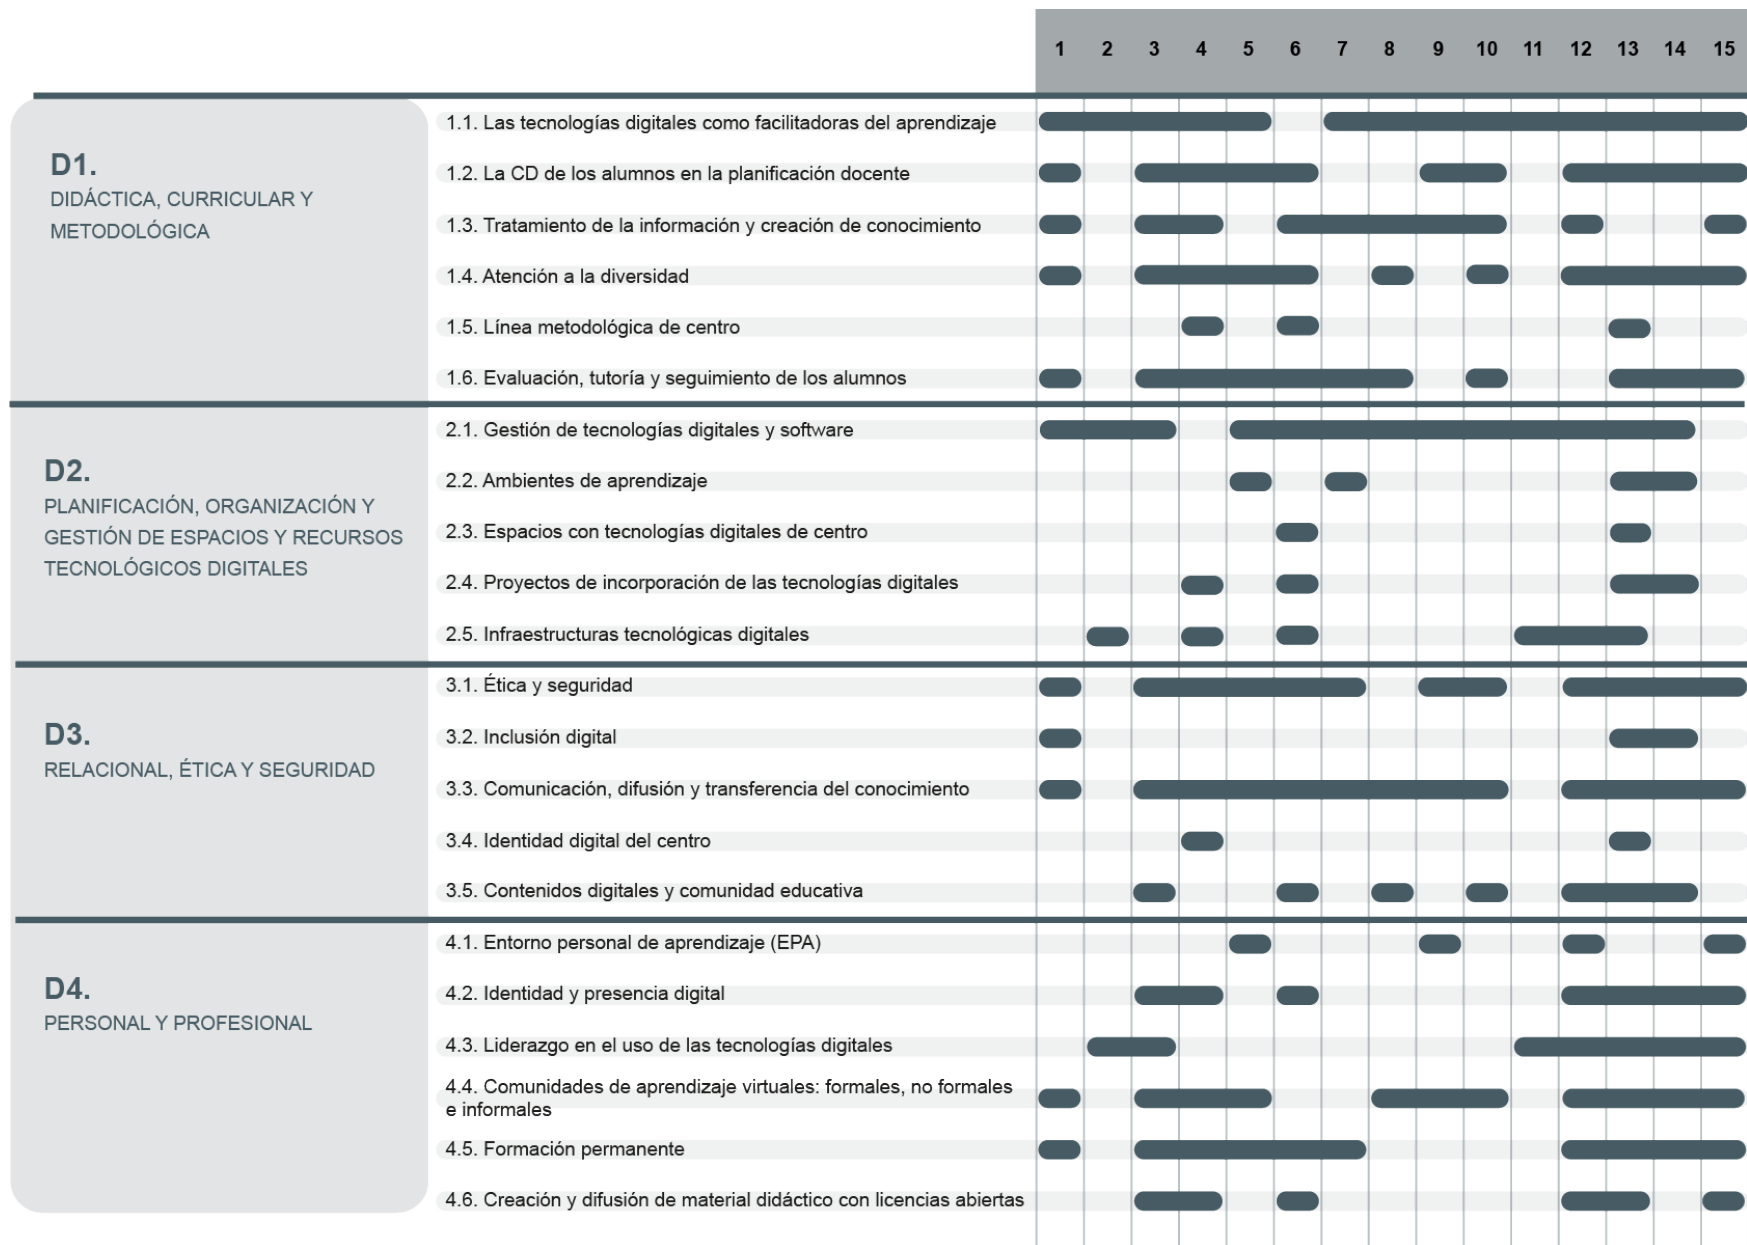 1 2 3 4 5 6 7 8 9 10 11 12 13 14 15
D1.
DIDÁCTICA, CURRICULAR Y
METODOLÓGICA
1.1. Las tecnologías digitales como facilitadoras del aprendizaje
1.2. La CD de los alumnos en la planificación docente
1.3. Tratamiento de la información y creación de conocimiento
1.4. Atención a la diversidad
1.5. Línea metodológica de centro
1.6. Evaluación, tutoría y seguimiento de los alumnos
D2.
PLANIFICACIÓN, ORGANIZACIÓN Y
GESTIÓN DE ESPACIOS Y RECURSOS
TECNOLÓGICOS DIGITALES
2.1. Gestión de tecnologías digitales y software
2.2. Ambientes de aprendizaje
2.3. Espacios con tecnologías digitales de centro
2.4. Proyectos de incorporación de las tecnologías digitales
2.5. Infraestructuras tecnológicas digitales
D3.
RELACIONAL, ÉTICA Y SEGURIDAD
3.1. Ética y seguridad
3.2. Inclusión digital
3.3. Comunicación, difusión y transferencia del conocimiento
3.4. Identidad digital del centro
3.5. Contenidos digitales y comunidad educativa
D4.
PERSONAL Y PROFESIONAL
4.1. Entorno personal de aprendizaje (EPA)
4.2. Identidad y presencia digital
4.3. Liderazgo en el uso de las tecnologías digitales
4.4. Comunidades de aprendizaje virtuales: formales, no formales
e informales
4.5. Formación permanente
4.6. Creación y difusión de material didáctico con licencias abiertas